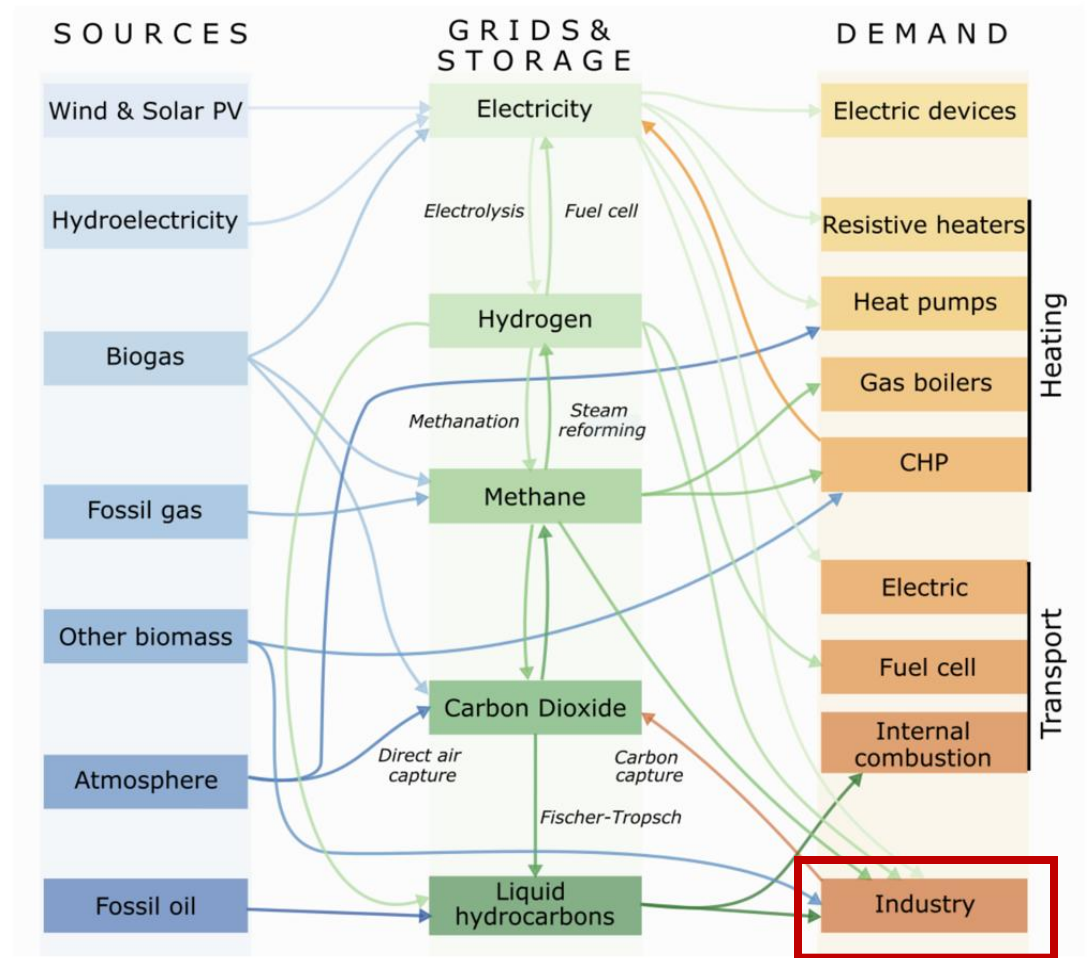 SOURCES
GRIDS &
STORAGE
DEMAND
Wind & Solar PV
Hydroelectricity
Biogas
Fossil gas
Other biomass
Atmosphere
Fossil oil
Electricity
Electrolysis
Fuel cell
Hydrogen
Methanation
Steam
reforming
Methane
Carbon Dioxide
Direct air
capture
Carbon
capture
Fischer-Tropsch
Liquid
hydrocarbons
Electric devices
Resistive heaters
Heat pumps
Gas boilers
CHP
Heating
Electric
Fuel cell
Internal
combustion
Transport
Industry